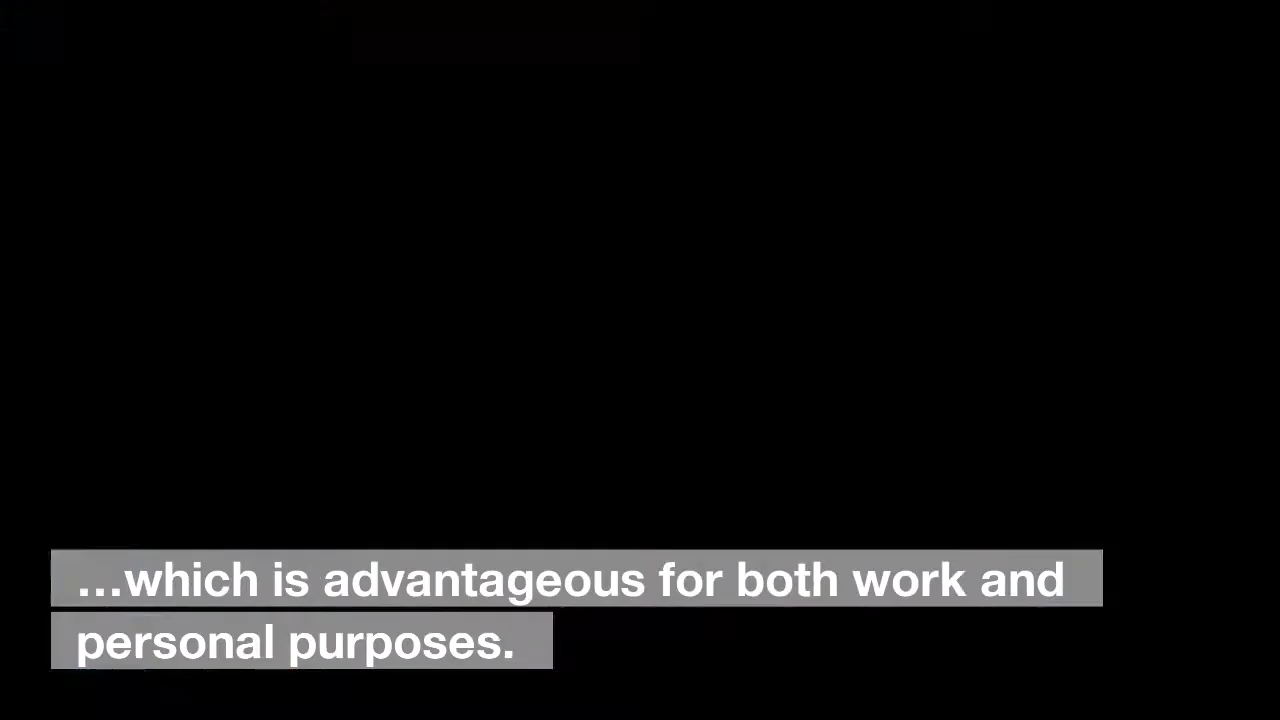 …which is advantageous for both work and
personal purposes.